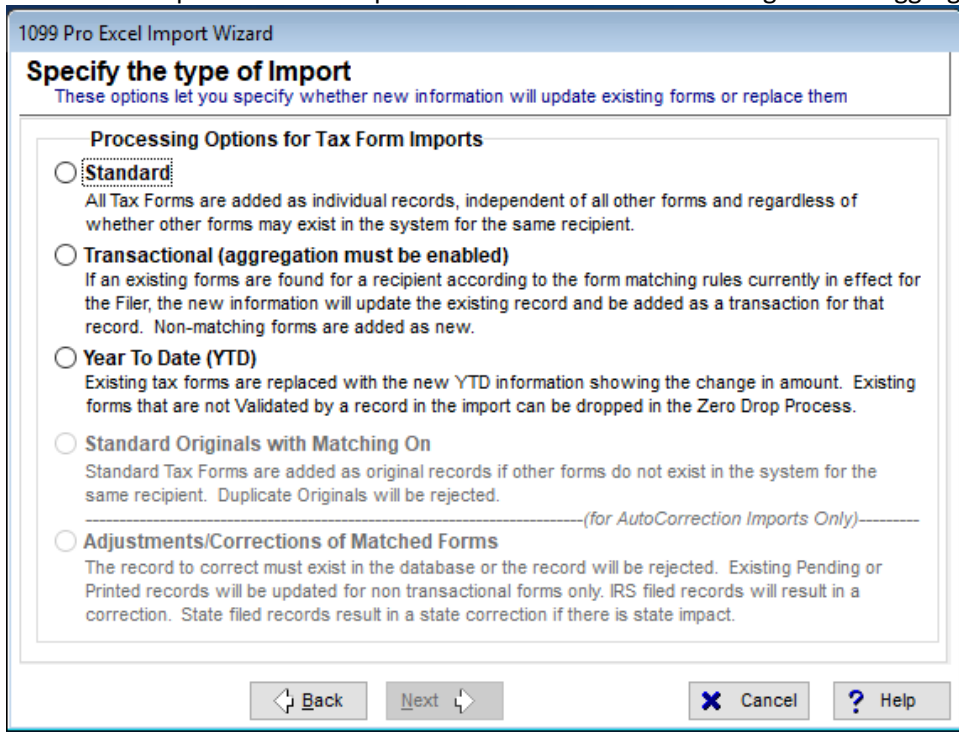 1099 Pro Excel Import Wizard
Specify the type of Import
These options let you specify whether new information will update existing forms or replace them
Processing Options for Tax Form Imports
Standard
All Tax Forms are added as individual records, independent of all other forms and regardless of
whether other forms may exist in the system for the same recipient.
Transactional (aggregation must be enabled)
If an existing forms are found for a recipient according to the form matching rules currently in effect for
the Filer, the new information will update the existing record and be added as a transaction for that
record. Non-matching forms are added as new.
Year To Date (YTD)
Existing tax forms are replaced with the new YTD information showing the change in amount. Existing
forms that are not Validated by a record in the import can be dropped in the Zero Drop Process.
Standard Originals with Matching On
Standard Tax Forms are added as original records if other forms do not exist in the system for the
same recipient. Duplicate Originals will be rejected.
(for AutoCorrection Imports Only)
Adjustments/Corrections of Matched Forms
The record to correct must exist in the database or the record will be rejected. Existing Pending or
Printed records will be updated for non transactional forms only. IRS filed records will result in a
correction. State filed records result in a state correction if there is state impact.
Back Next Cancel ? Help